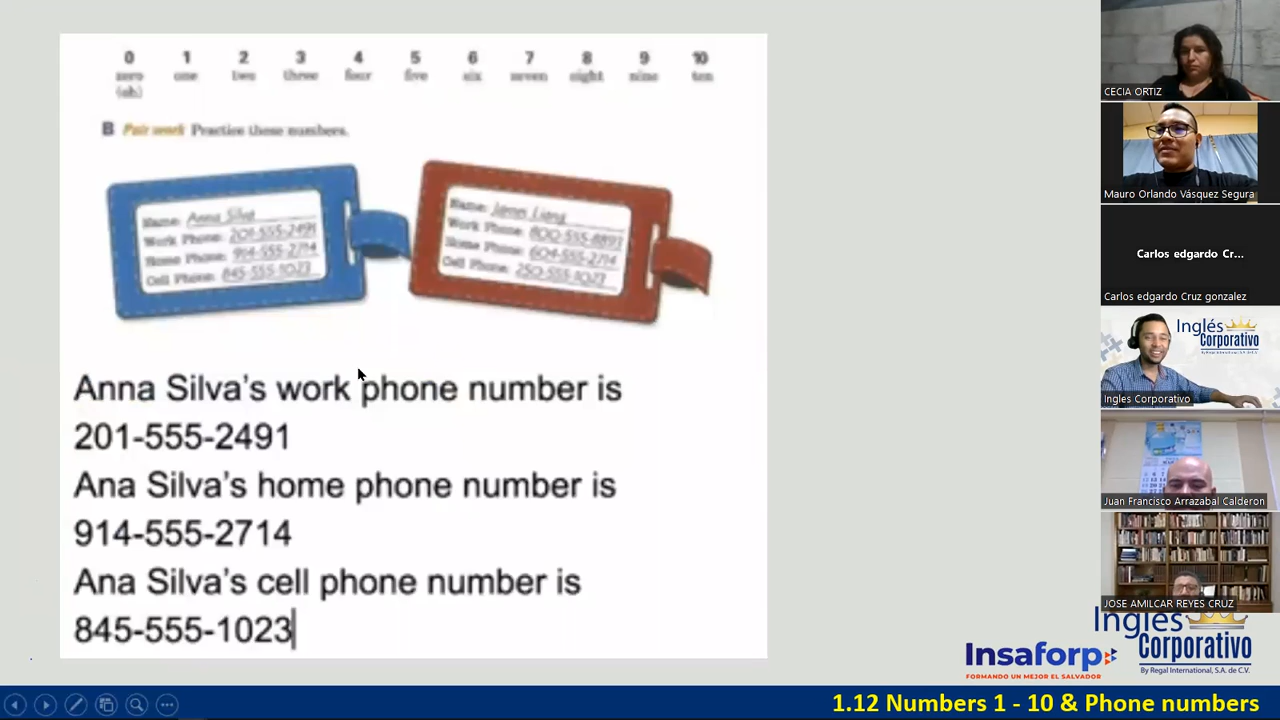 0 1 2 3 4 5 6 7 8 9 10
zero one two three four five six seven eight nine ten
(oh)
B Pair work Practice these numbers.
Name: Anna Silva
Work Phone: 201-555-2491
Home Phone: 914-555-2714
Cell Phone: 845-555-1023
Name: James Liang
Work Phone: 800-555-8893
Home Phone: 604-555-2714
Cell Phone: 250-555-1023
Anna Silva’s work phone number is
201-555-2491
Ana Silva’s home phone number is
914-555-2714
Ana Silva’s cell phone number is
845-555-1023
CECIA ORTIZ
Mauro Orlando Vásquez Segura
Carlos edgardo Cr...
Carlos edgardo Cruz gonzalez
Inglés
Corporativo
By Regal International, S.A. de C.V.
Ingles Corporativo
Juan Francisco Arrazabal Calderon
JOSE AMILCAR REYES CRUZ
Insaforp
FORMANDO UN MEJOR EL SALVADOR
Inglés
Corporativo
By Regal International, S.A. de C.V.
1.12 Numbers 1 - 10 & Phone numbers